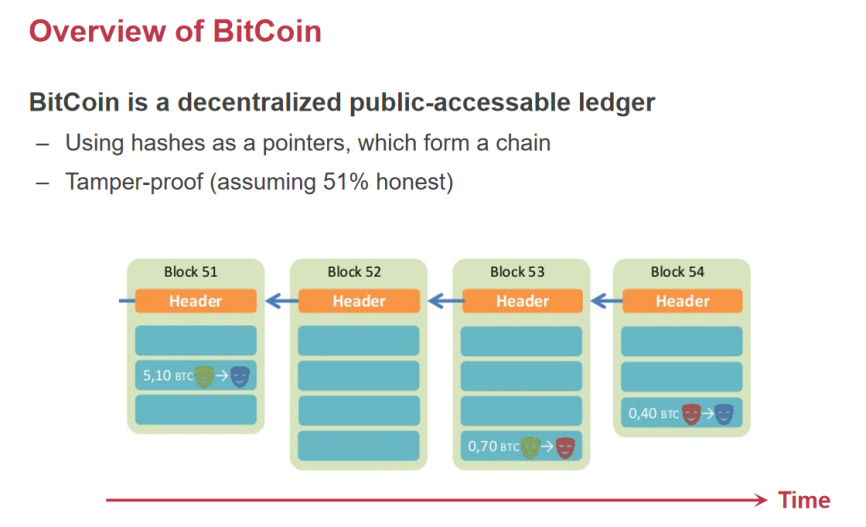 Overview of BitCoin
BitCoin is a decentralized public-accessable ledger
– Using hashes as a pointers, which form a chain
– Tamper-proof (assuming 51% honest)
Block 51
Block 52
Block 53
Block 54
Header
Header
Header
Header
5,10 BTC →
0,40 BTC →
0,70 BTC →
Time